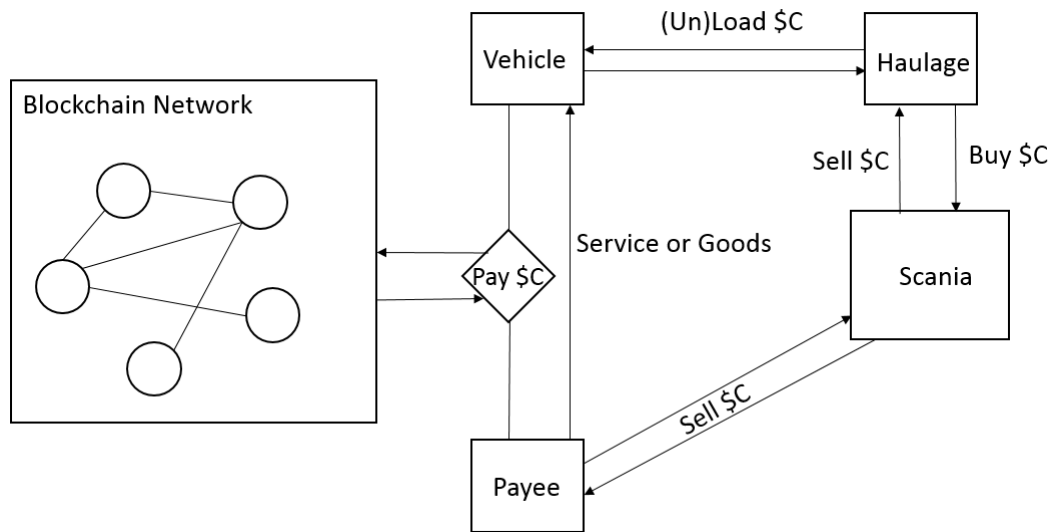 (Un)Load $C
Vehicle
Haulage
Blockchain Network
Sell $C
Buy $C
Service or Goods
Pay $C
Scania
Sell $C
Payee